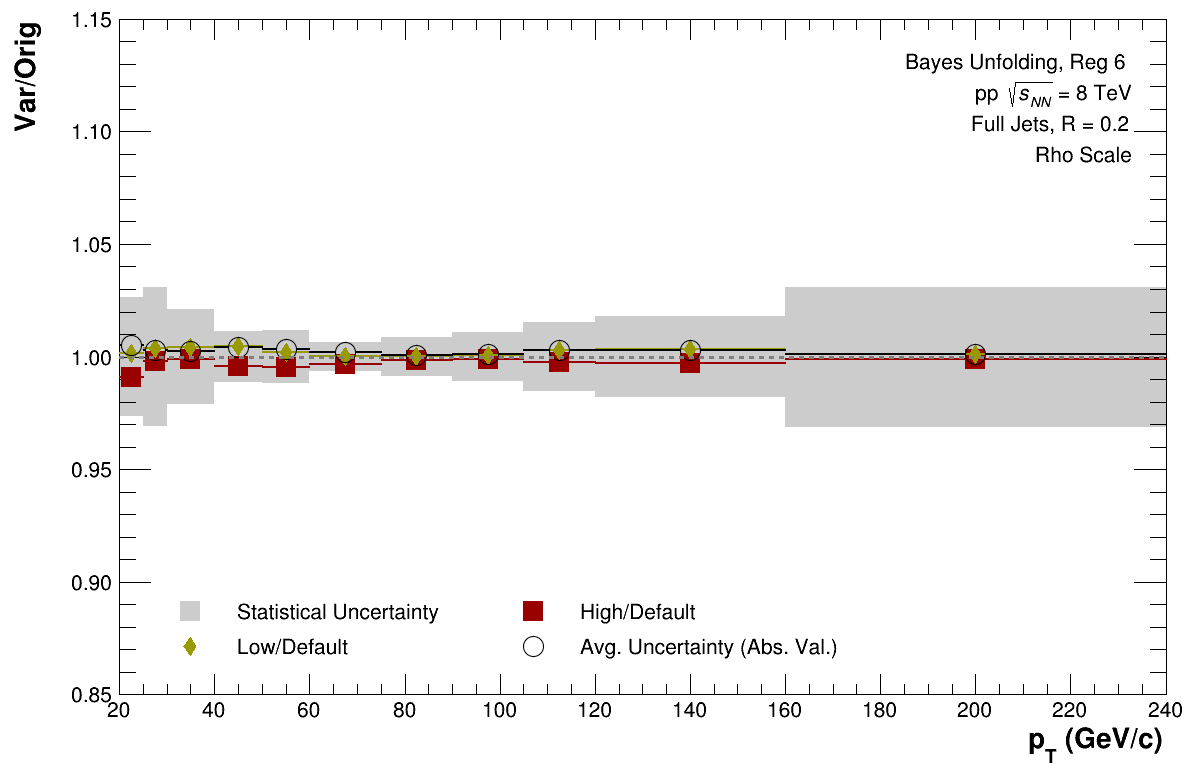 Var/Orig
1.15
1.10
1.05
1.00
0.95
0.90
0.85
Bayes Unfolding, Reg 6
pp √s_NN = 8 TeV
Full Jets, R = 0.2
Rho Scale
Statistical Uncertainty
High/Default
Low/Default
Avg. Uncertainty (Abs. Val.)
20 40 60 80 100 120 140 160 180 200 220 240
p_T (GeV/c)